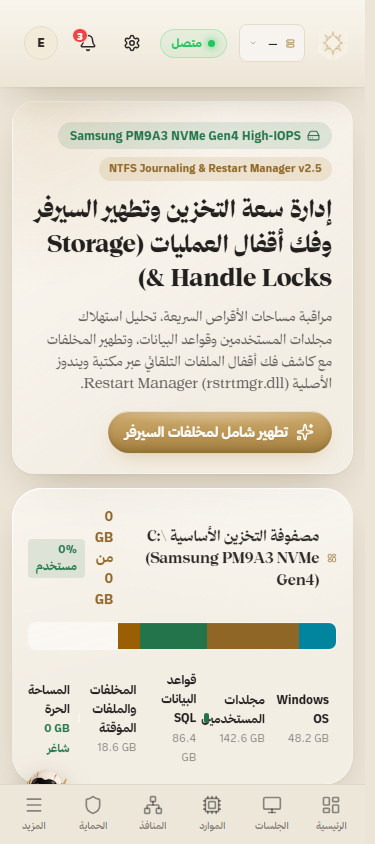 —
متصل
3
E
Samsung PM9A3 NVMe Gen4 High-IOPS
NTFS Journaling & Restart Manager v2.5
إدارة سعة التخزين وتطهير السيرفر
وفك أقفال العمليات (Storage
& Handle Locks)
مراقبة مساحات الأقراص السريعة، تحليل استهلاك
مجلدات المستخدمين وقواعد البيانات، وتطهير المخلفات
مع كاشف فك أقفال الملفات التلقائي عبر مكتبة ويندوز
الأصلية Restart Manager (rstrtmgr.dll).
تطهير شامل لمخلفات السيرفر
مصفوفة التخزين الأساسية C:\
(Samsung PM9A3 NVMe
Gen4)
0
GB
من
0
GB
0%
مستخدم
Windows
OS
48.2 GB
مجلدات
المستخدمين
142.6 GB
قواعد
البيانات
SQL
86.4
GB
المخلفات
والملفات
المؤقتة
18.6 GB
المساحة
الحرة
0 GB
شاغر
الرئيسية
الجلسات
الموارد
المنافذ
الحماية
المزيد